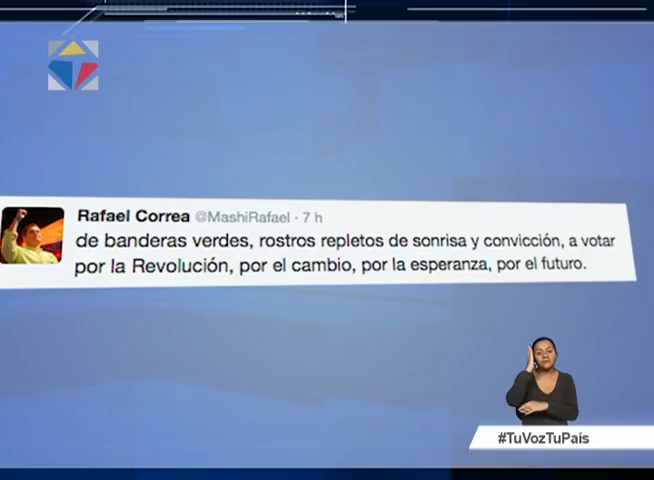 Rafael Correa @MashiRafael · 7 h
de banderas verdes, rostros repletos de sonrisa y convicción, a votar
por la Revolución, por el cambio, por la esperanza, por el futuro.
#TuVozTuPaís